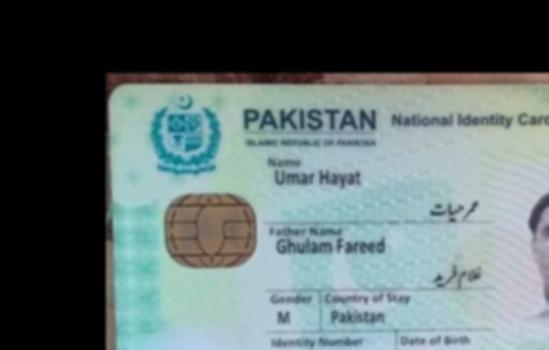 PAKISTAN National Identity Card
ISLAMIC REPUBLIC OF PAKISTAN
Name
Umar Hayat
عمر حیات
Father Name
Ghulam Fareed
غلام فرید
Gender Country of Stay
M Pakistan
Identity Number Date of Birth